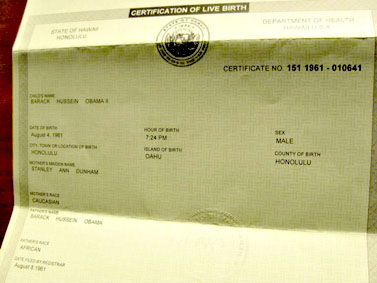 CERTIFICATION OF LIVE BIRTH
STATE OF HAWAII
HONOLULU
DEPARTMENT OF HEALTH
CERTIFICATE NO. 151 1961 - 010641
CHILD'S NAME
BARACK HUSSEIN OBAMA II
DATE OF BIRTH
August 4, 1961
HOUR OF BIRTH
7:24 PM
SEX
MALE
CITY, TOWN OR LOCATION OF BIRTH
HONOLULU
ISLAND OF BIRTH
OAHU
COUNTY OF BIRTH
HONOLULU
MOTHER'S MAIDEN NAME
STANLEY ANN DUNHAM
MOTHER'S RACE
CAUCASIAN
FATHER'S NAME
BARACK HUSSEIN OBAMA
FATHER'S RACE
AFRICAN
DATE FILED BY REGISTRAR
August 8, 1961